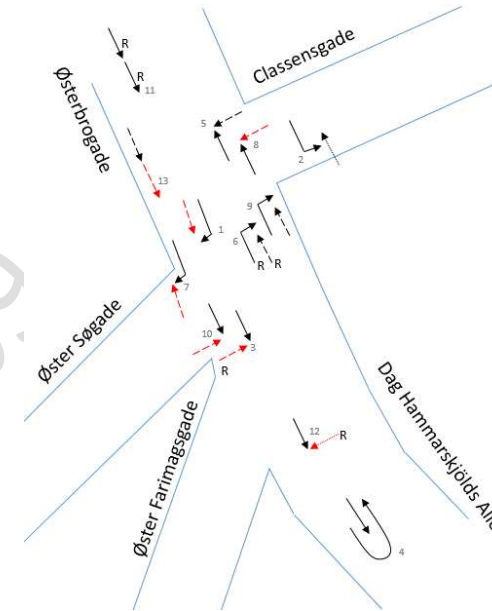 Classensgade
Østerbrogade
R
R
11
5
8
2
13
9
1
6
R R
7
Øster Søgade
10
3
R
Øster Farimagsgade
Dag Hammarskjölds Alle
12
R
4